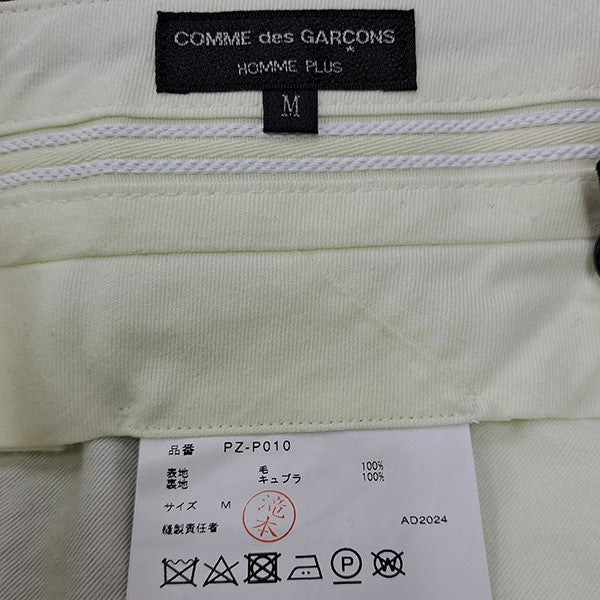 COMME des GARÇONS
HOMME PLUS
M
品番 PZ-P010
表地 毛 100%
裏地 キュプラ 100%
サイズ M
滝本
縫製責任者
AD2024
P
W